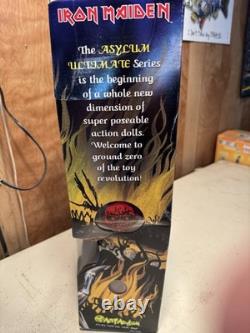 IRON MAIDEN
The ASYLUM
ULTIMATE Series
is the beginning
of a whole new
dimension of
super poseable
action dolls.
Welcome to
ground zero
of the toy
revolution!